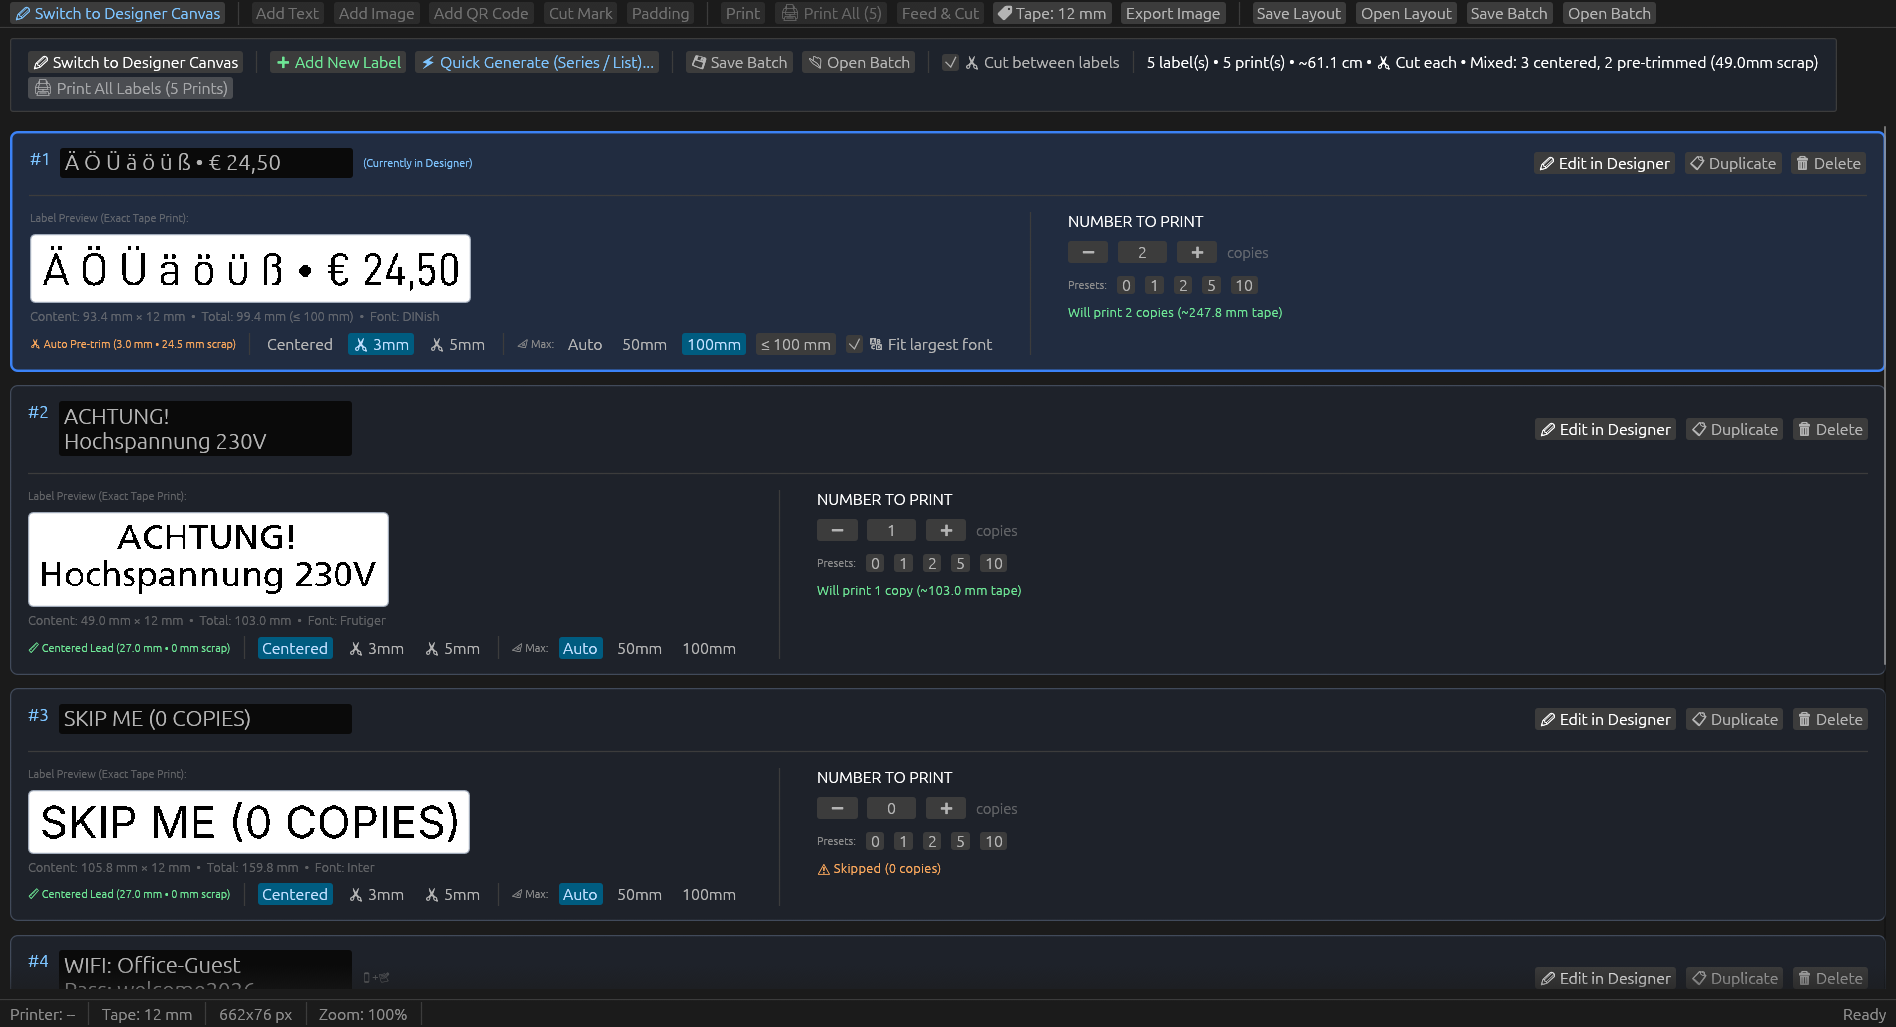 Switch to Designer Canvas Add Text Add Image Add QR Code Cut Mark Padding Print Print All (5) Feed & Cut Tape: 12 mm Export Image Save Layout Open Layout Save Batch Open Batch
Switch to Designer Canvas + Add New Label Quick Generate (Series / List)... Save Batch Open Batch Cut between labels 5 label(s) • 5 print(s) • ~61.1 cm • Cut each • Mixed: 3 centered, 2 pre-trimmed (49.0mm scrap)
Print All Labels (5 Prints)
#1 Ä Ö Ü ä ö ü ß • € 24,50 (Currently in Designer) Edit in Designer Duplicate Delete
Label Preview (Exact Tape Print):
Ä Ö Ü ä ö ü ß • € 24,50
Content: 93.4 mm × 12 mm • Total: 99.4 mm (≤ 100 mm) • Font: DINish
Auto Pre-trim (3.0 mm • 24.5 mm scrap) Centered 3mm 5mm Max: Auto 50mm 100mm ≤ 100 mm Fit largest font
NUMBER TO PRINT
− 2 + copies
Presets: 0 1 2 5 10
Will print 2 copies (~247.8 mm tape)
#2 ACHTUNG!
Hochspannung 230V
Edit in Designer Duplicate Delete
Label Preview (Exact Tape Print):
ACHTUNG!
Hochspannung 230V
Content: 49.0 mm × 12 mm • Total: 103.0 mm • Font: Frutiger
Centered Lead (27.0 mm • 0 mm scrap) Centered 3mm 5mm Max: Auto 50mm 100mm
NUMBER TO PRINT
− 1 + copies
Presets: 0 1 2 5 10
Will print 1 copy (~103.0 mm tape)
#3 SKIP ME (0 COPIES) Edit in Designer Duplicate Delete
Label Preview (Exact Tape Print):
SKIP ME (0 COPIES)
Content: 105.8 mm × 12 mm • Total: 159.8 mm • Font: Inter
Centered Lead (27.0 mm • 0 mm scrap) Centered 3mm 5mm Max: Auto 50mm 100mm
NUMBER TO PRINT
− 0 + copies
Presets: 0 1 2 5 10
Skipped (0 copies)
#4 WIFI: Office-Guest
Pass: welcome2026
Edit in Designer Duplicate Delete
Printer: – Tape: 12 mm 662x76 px Zoom: 100% Ready